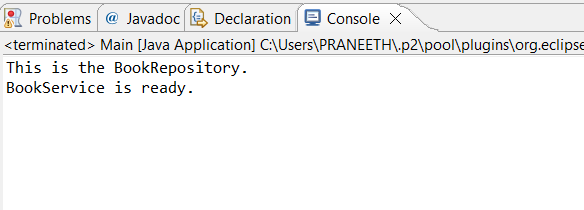 Problems @ Javadoc Declaration Console
<terminated> Main [Java Application] C:\Users\PRANEETH\.p2\pool\plugins\org.eclipse
This is the BookRepository.
BookService is ready.